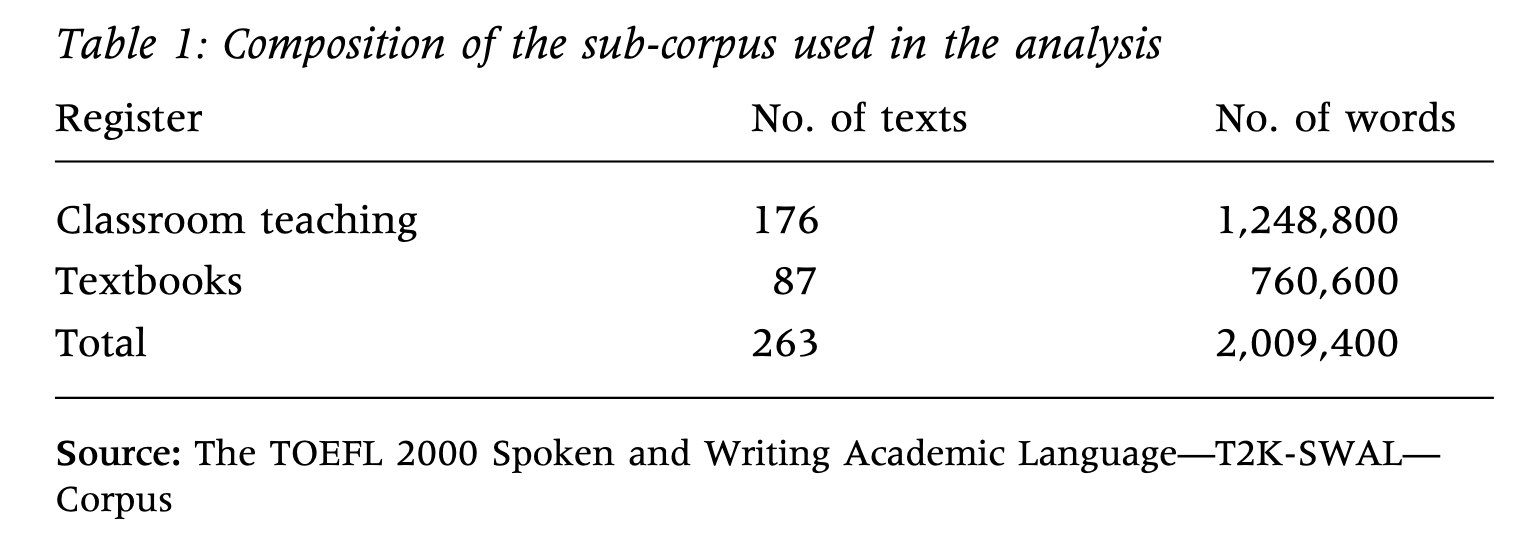 Table 1: Composition of the sub-corpus used in the analysis
Register No. of texts No. of words
Classroom teaching 176 1,248,800
Textbooks 87 760,600
Total 263 2,009,400
Source: The TOEFL 2000 Spoken and Writing Academic Language—T2K-SWAL—
Corpus